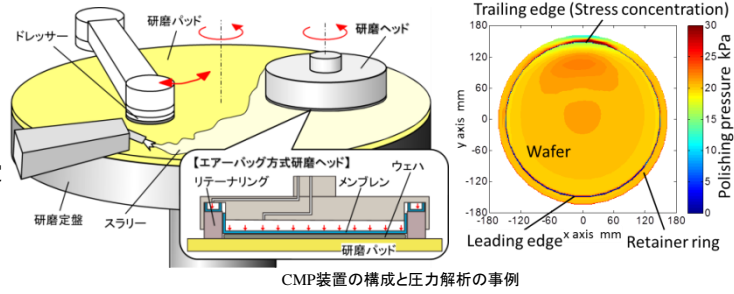 研磨パッド
ドレッサー
研磨ヘッド
研磨定盤
スラリー
【エアーバッグ方式研磨ヘッド】
リテーナリング
メンブレン
ウェハ
研磨パッド
Trailing edge (Stress concentration)
180
120
60
0
-60
-120
-180
y axis mm
-180
-120
-60
0
60
120
180
x axis mm
Wafer
Leading edge
Retainer ring
30
25
20
15
10
5
0
Polishing pressure kPa
CMP装置の構成と圧力解析の事例